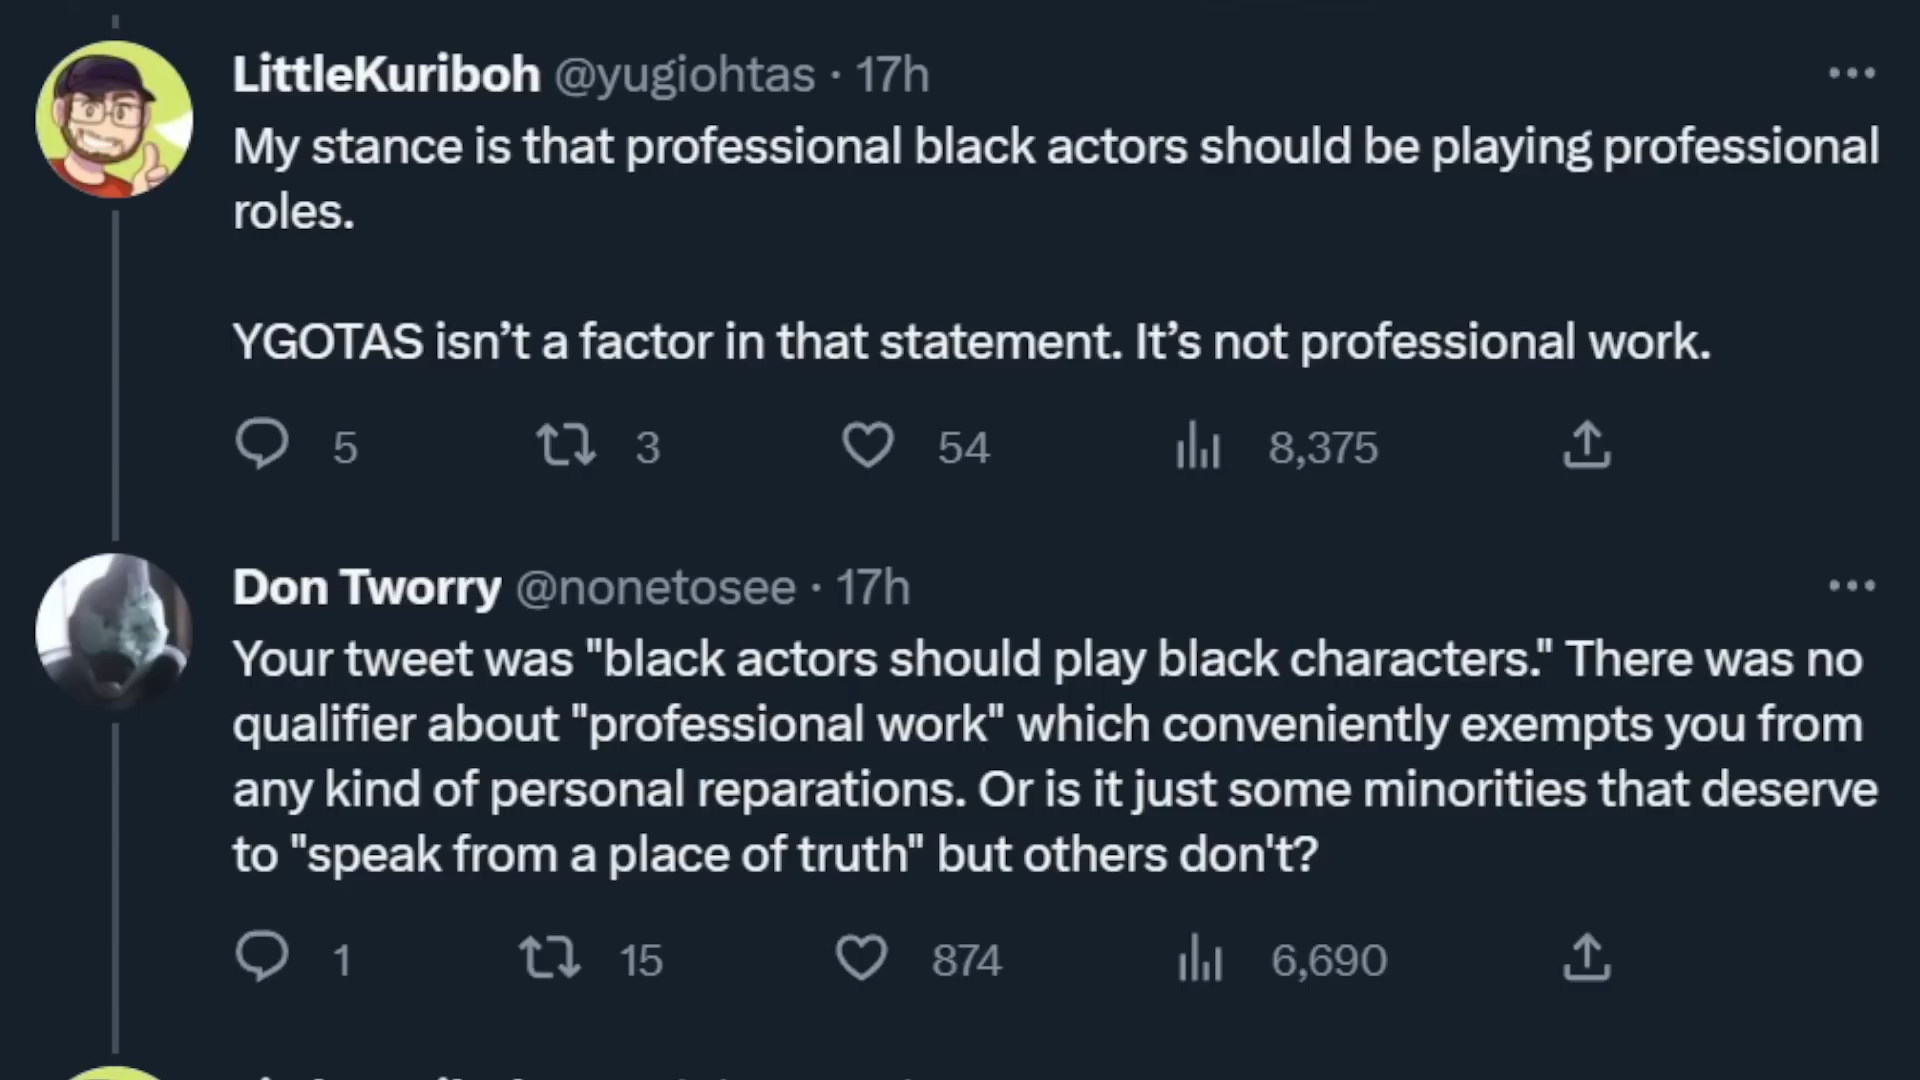 LittleKuriboh @yugiohtas · 17h
My stance is that professional black actors should be playing professional
roles.
YGOTAS isn’t a factor in that statement. It’s not professional work.
5 3 54 8,375
Don Tworry @nonetosee · 17h
Your tweet was "black actors should play black characters." There was no
qualifier about "professional work" which conveniently exempts you from
any kind of personal reparations. Or is it just some minorities that deserve
to "speak from a place of truth" but others don't?
1 15 874 6,690